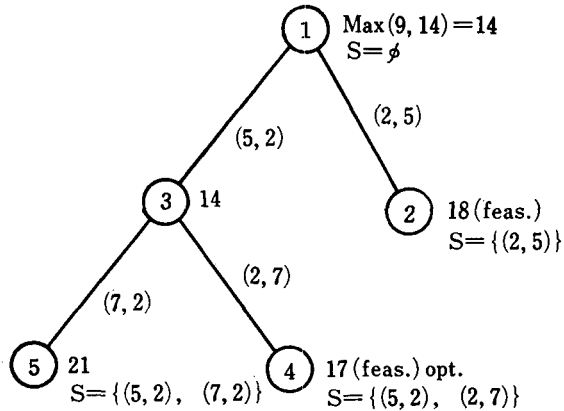 1 Max(9, 14)=14
S=φ
(5, 2) (2, 5)
3 14
2 18(feas.)
S={(2, 5)}
(7, 2) (2, 7)
5 21
S={(5, 2), (7, 2)}
4 17(feas.) opt.
S={(5, 2), (2, 7)}